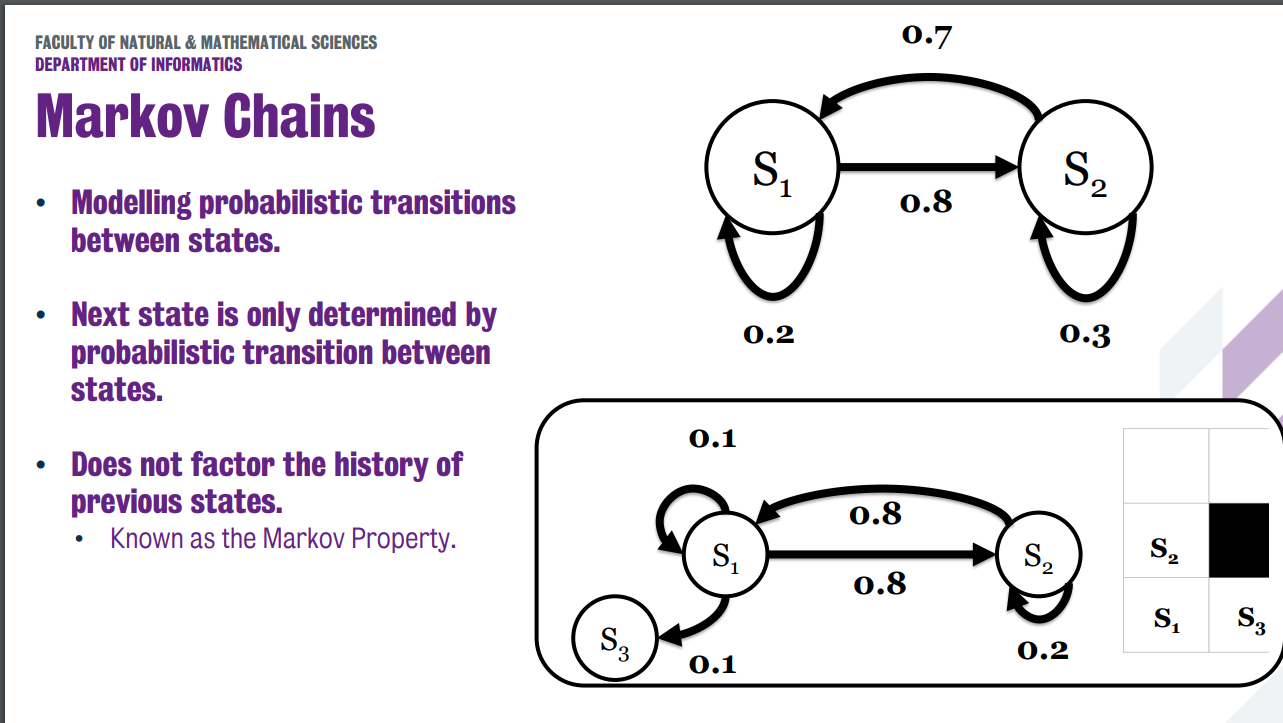 FACULTY OF NATURAL & MATHEMATICAL SCIENCES
DEPARTMENT OF INFORMATICS
Markov Chains
• Modelling probabilistic transitions
between states.
• Next state is only determined by
probabilistic transition between
states.
• Does not factor the history of
previous states.
• Known as the Markov Property.
0.7
S₁
S₂
0.8
0.2
0.3
0.1
0.8
S₁
S₂
0.8
S₃
0.1
0.2
S₂
S₁
S₃